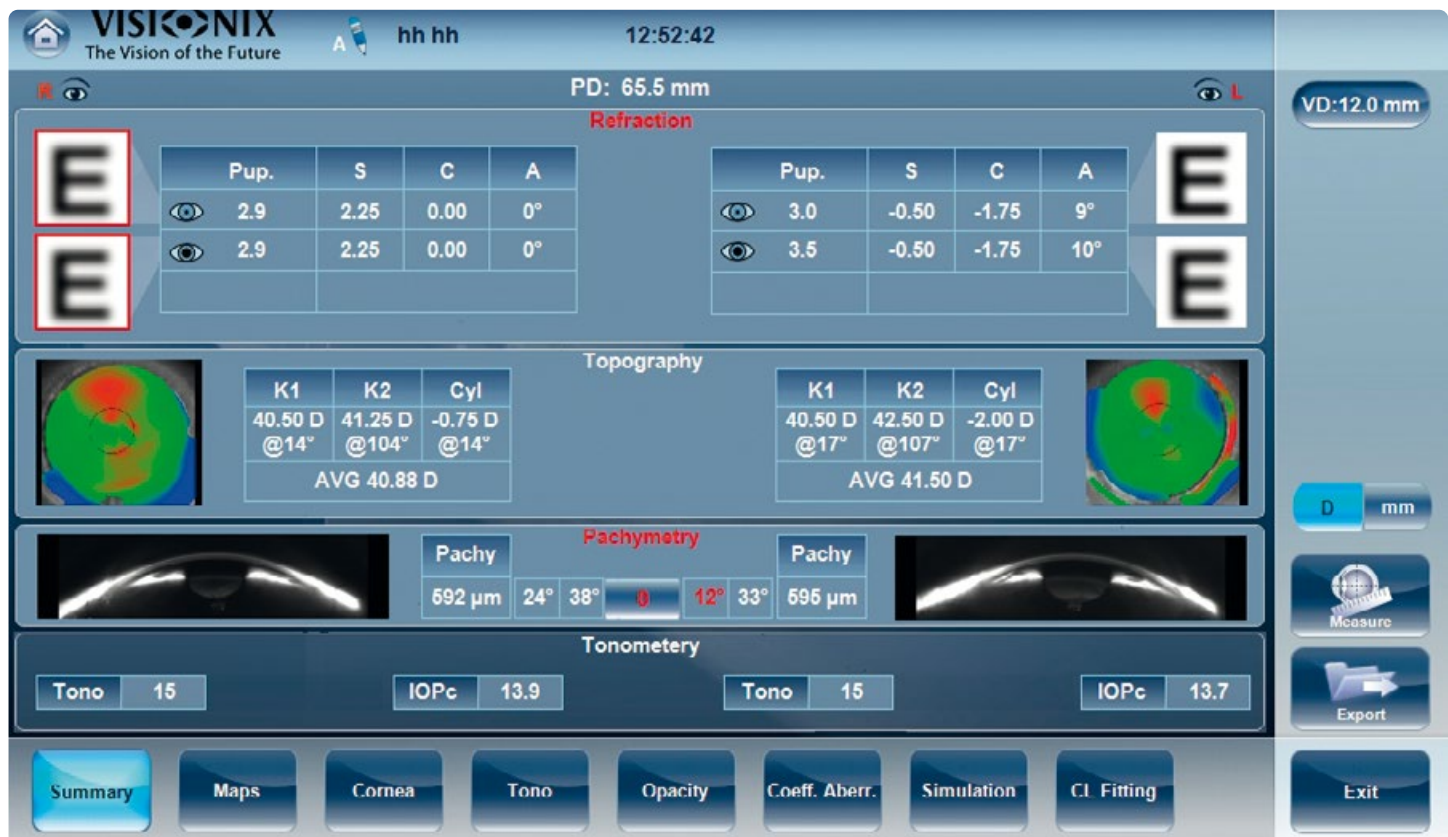 VISIONIX
The Vision of the Future
A
hh hh
12:52:42
R
PD: 65.5 mm
L
VD:12.0 mm
Refraction
E
E
Pup. S C A
2.9 2.25 0.00 0°
2.9 2.25 0.00 0°
Pup. S C A
3.0 -0.50 -1.75 9°
3.5 -0.50 -1.75 10°
E
E
Topography
K1 K2 Cyl
40.50 D 41.25 D -0.75 D
@14° @104° @14°
AVG 40.88 D
K1 K2 Cyl
40.50 D 42.50 D -2.00 D
@17° @107° @17°
AVG 41.50 D
D mm
Pachymetry
Pachy
592 µm 24° 38°
12° 33° 595 µm
Pachy
Measure
Tonometery
Tono 15 IOPc 13.9 Tono 15 IOPc 13.7
Export
Summary Maps Cornea Tono Opacity Coeff. Aberr. Simulation CL Fitting Exit